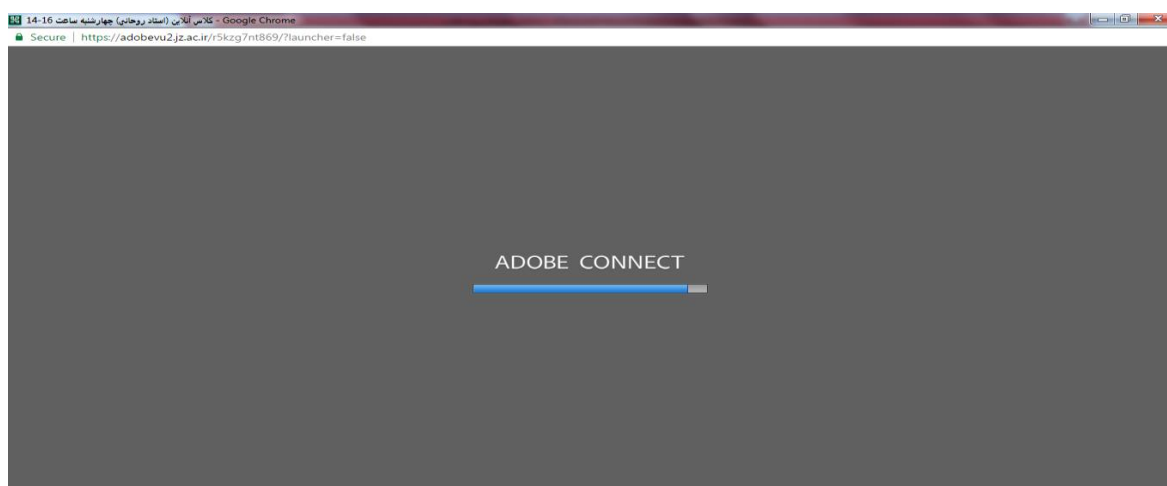 کلاس آنلاین (استاد روحانی) چهارشنبه ساعت 16-14 - Google Chrome
Secure | https://adobevu2.jz.ac.ir/r5kzg7nt869/?launcher=false
ADOBE CONNECT